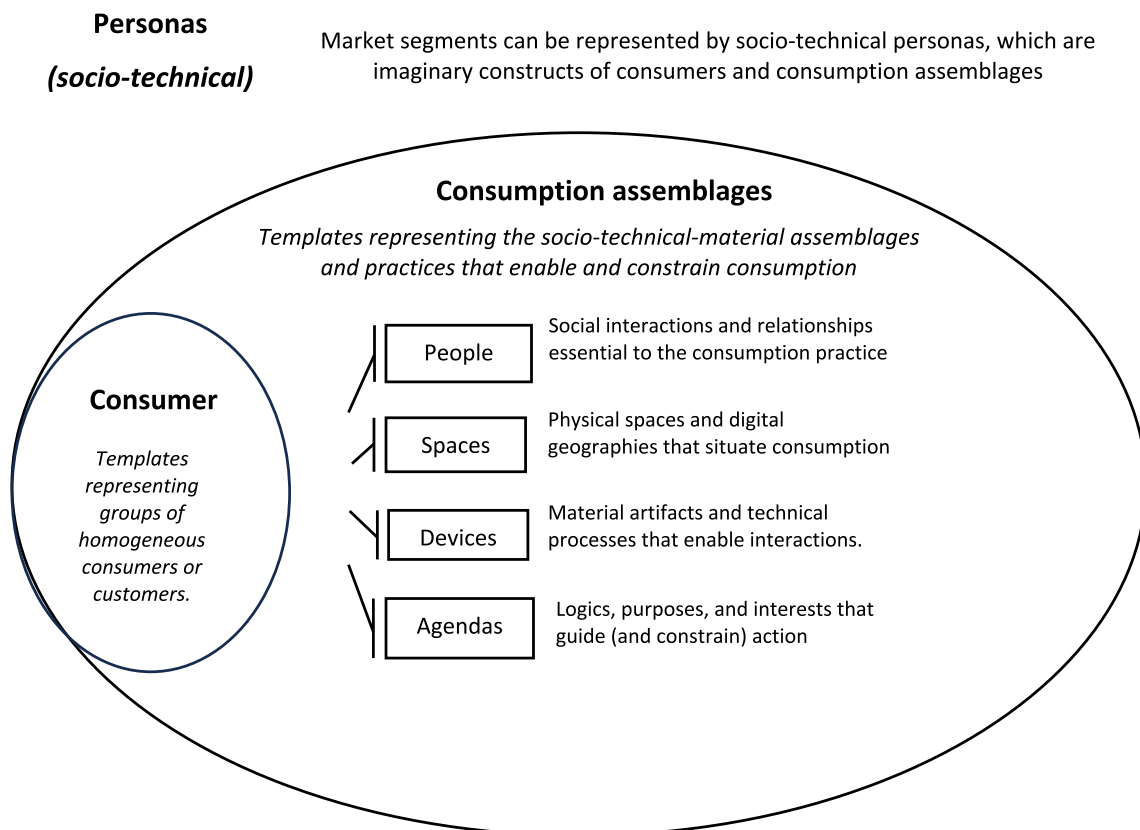 Personas
(socio-technical)
Market segments can be represented by socio-technical personas, which are
imaginary constructs of consumers and consumption assemblages
Consumption assemblages
Templates representing the socio-technical-material assemblages
and practices that enable and constrain consumption
Consumer
Templates
representing
groups of
homogeneous
consumers or
customers.
People
Social interactions and relationships
essential to the consumption practice
Spaces
Physical spaces and digital
geographies that situate consumption
Devices
Material artifacts and technical
processes that enable interactions.
Agendas
Logics, purposes, and interests that
guide (and constrain) action